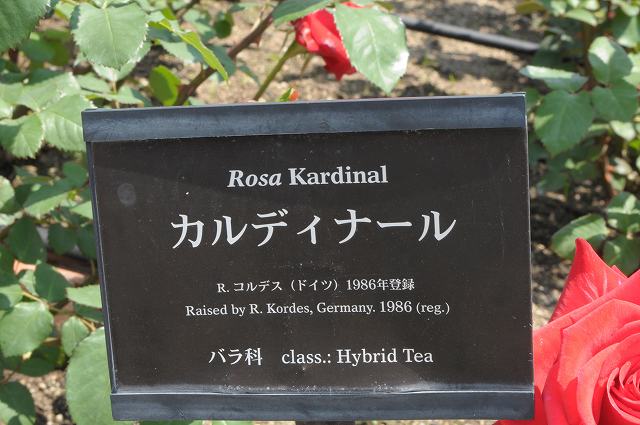 Rosa Kardinal
カルディナール
R. コルデス（ドイツ）1986年登録
Raised by R. Kordes, Germany. 1986 (reg.)
バラ科　class.: Hybrid Tea